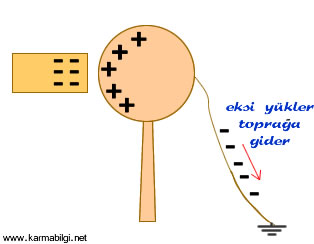 eksi yükler
toprağa
gider
www.karmabilgi.net